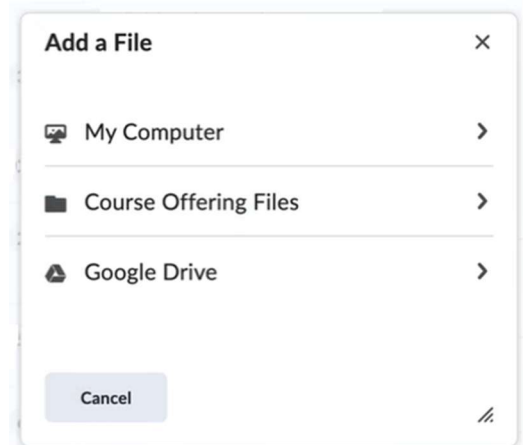 Add a File
My Computer
Course Offering Files
Google Drive
Cancel